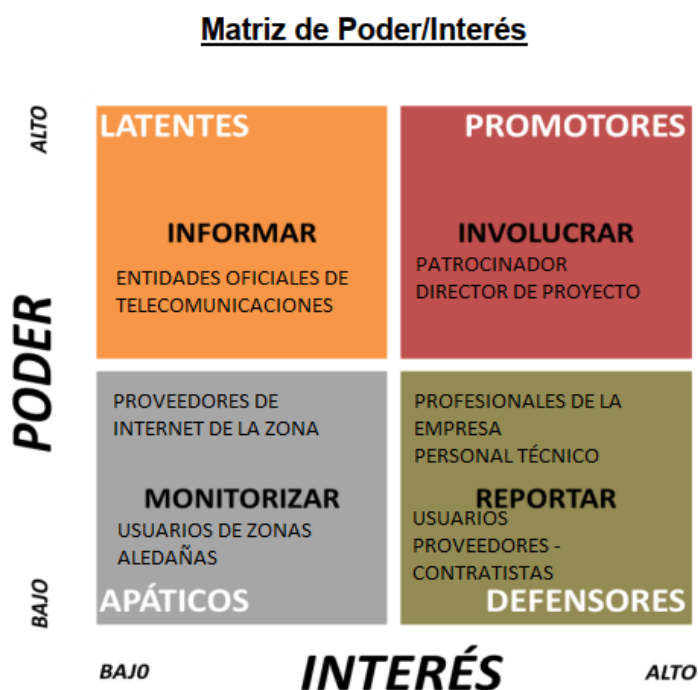 Matriz de Poder/Interés
ALTO
LATENTES
PROMOTORES
INFORMAR
ENTIDADES OFICIALES DE
TELECOMUNICACIONES
INVOLUCRAR
PATROCINADOR
DIRECTOR DE PROYECTO
PODER
PROVEEDORES DE
INTERNET DE LA ZONA
MONITORIZAR
USUARIOS DE ZONAS
ALEDAÑAS
APÁTICOS
PROFESIONALES DE LA
EMPRESA
PERSONAL TÉCNICO
REPORTAR
USUARIOS
PROVEEDORES -
CONTRATISTAS
DEFENSORES
BAJO
BAJ0
INTERÉS
ALTO